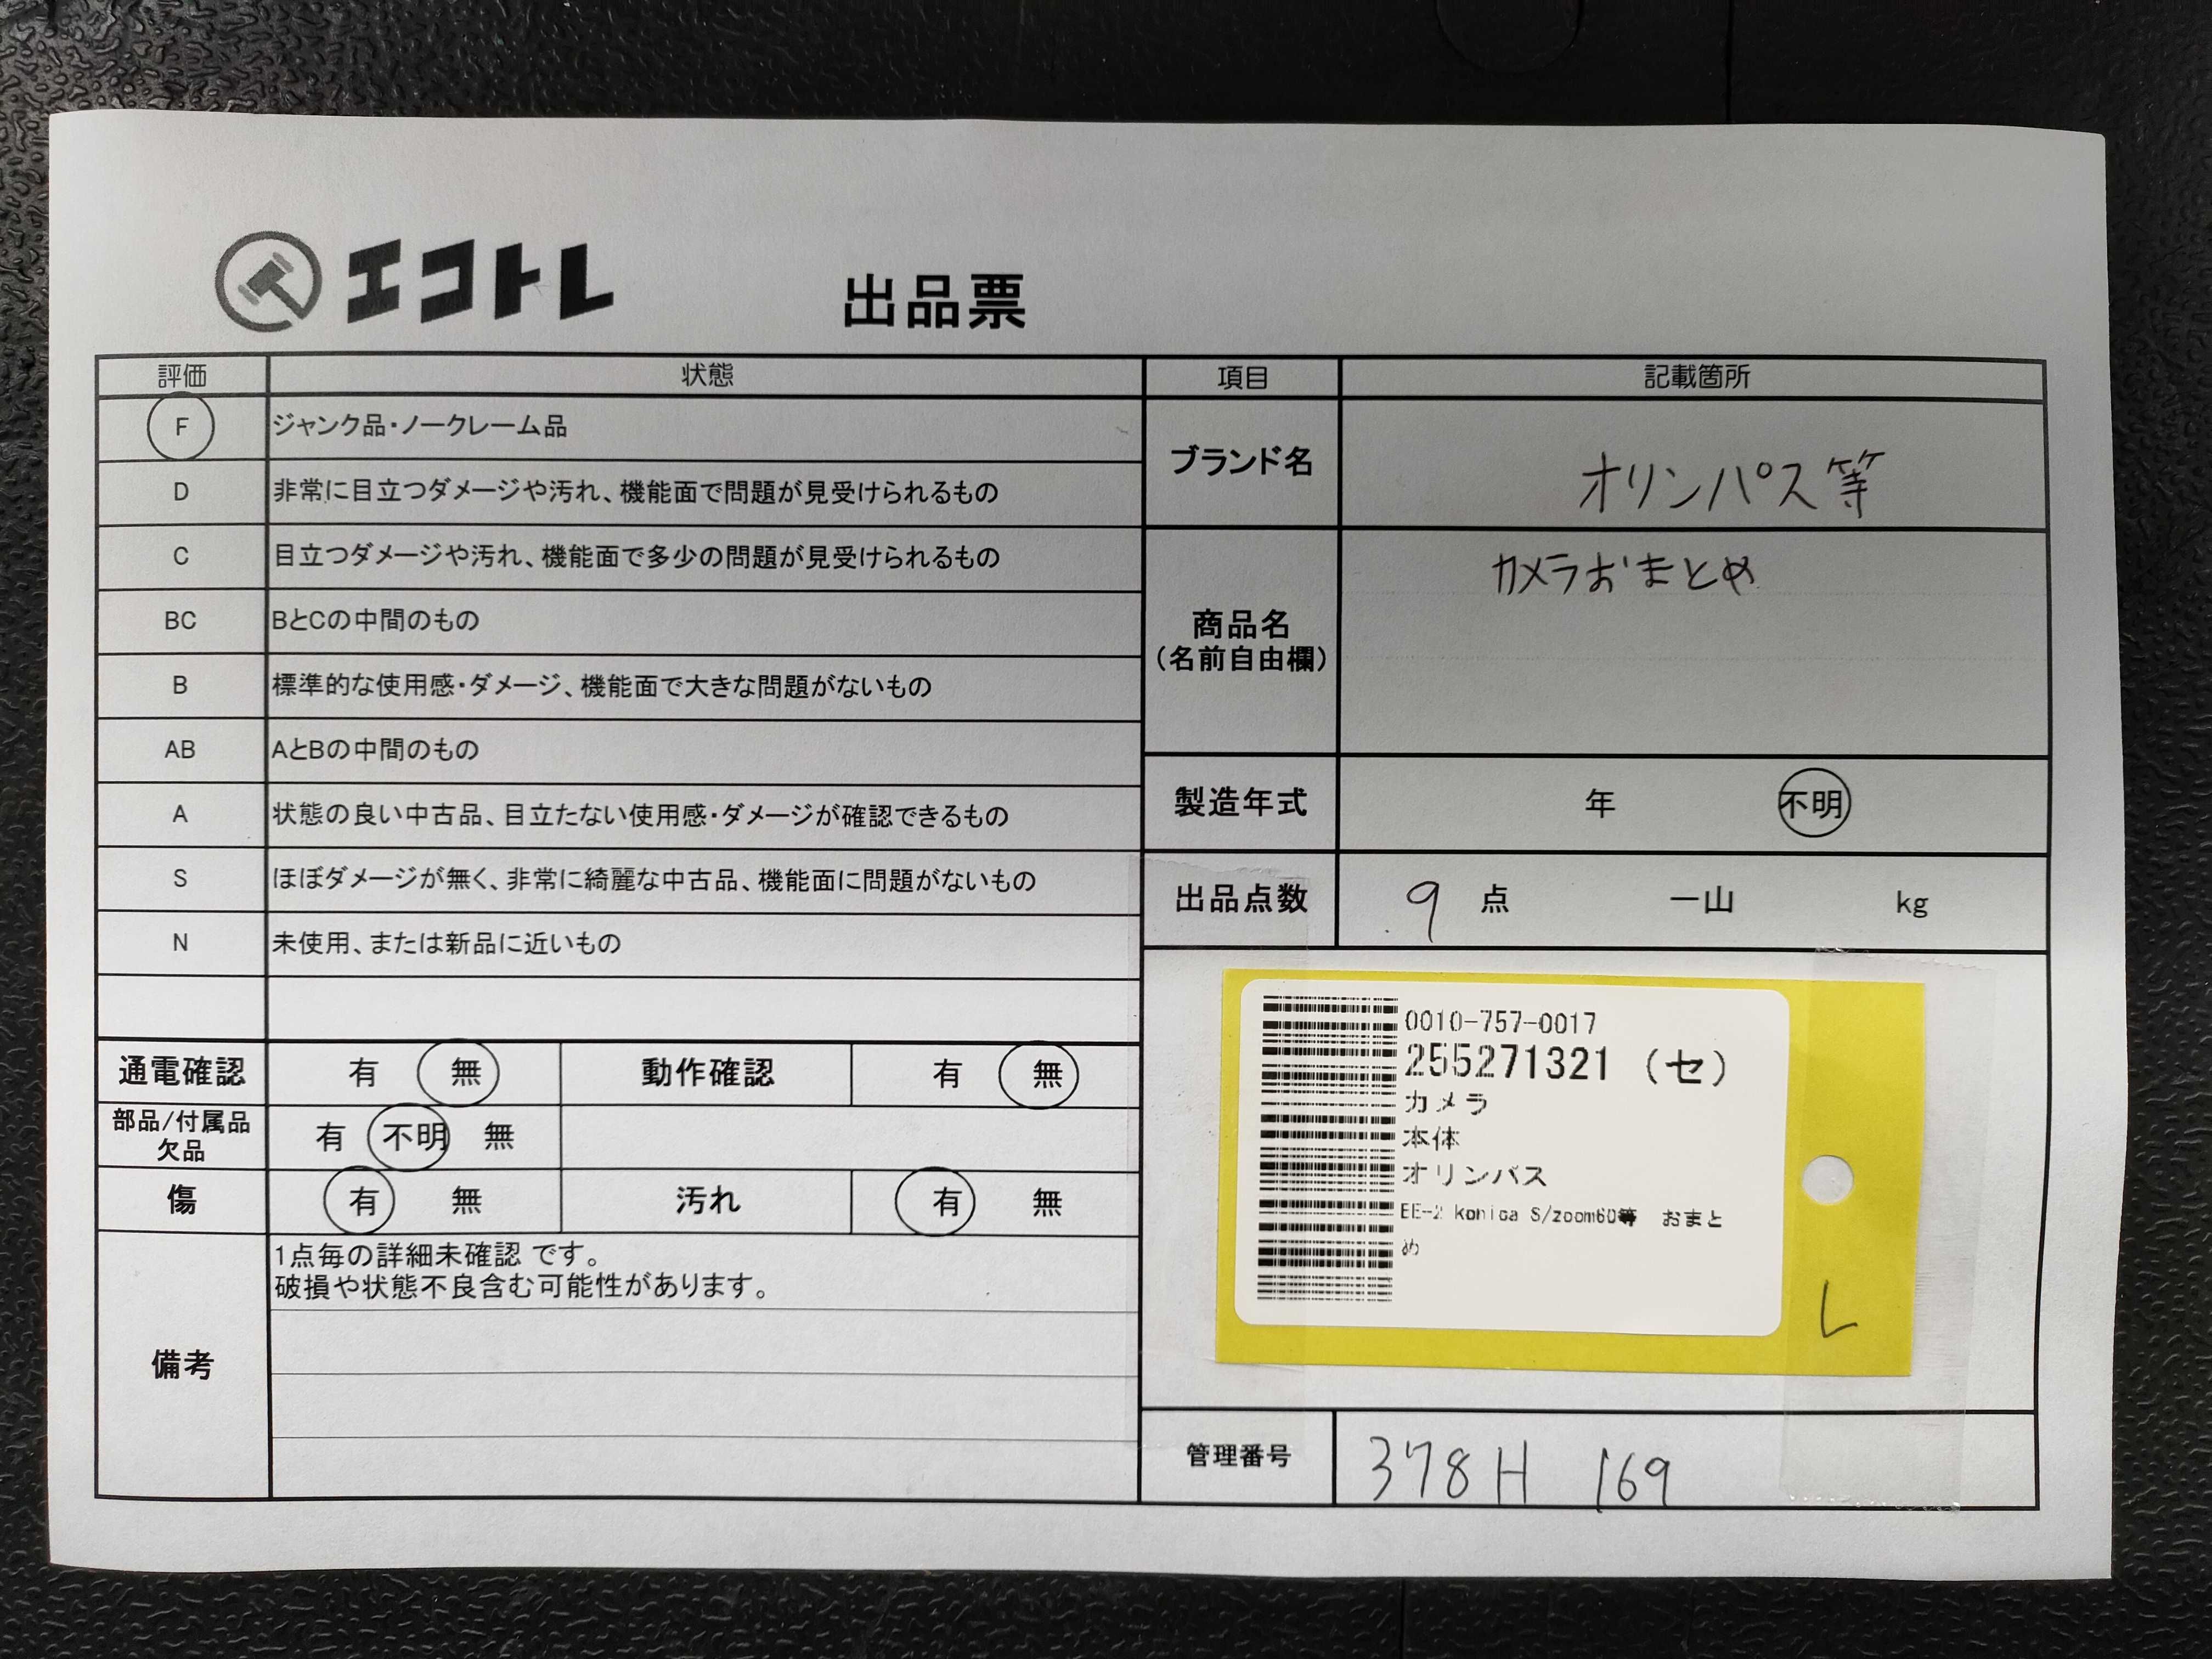 エコトレ
出品票
評価 状態
F ジャンク品・ノークレーム品
D 非常に目立つダメージや汚れ、機能面で問題が見受けられるもの
C 目立つダメージや汚れ、機能面で多少の問題が見受けられるもの
BC BとCの中間のもの
B 標準的な使用感・ダメージ、機能面で大きな問題がないもの
AB AとBの中間のもの
A 状態の良い中古品、目立たない使用感・ダメージが確認できるもの
S ほぼダメージが無く、非常に綺麗な中古品、機能面に問題がないもの
N 未使用、または新品に近いもの
通電確認 有 無 動作確認 有 無
部品/付属品
欠品 有 不明 無
傷 有 無 汚れ 有 無
備考
1点毎の詳細未確認 です。
破損や状態不良含む可能性があります。
項目 記載箇所
ブランド名 オリンパス等
商品名
(名前自由欄)
カメラおまとめ
製造年式 年 不明
出品点数 9 点 一山 kg
0010-757-0017
255271321 (セ)
カメラ
本体
オリンパス
EE-2 konica S/zoom60等 おまと
め
L
管理番号 378H 169